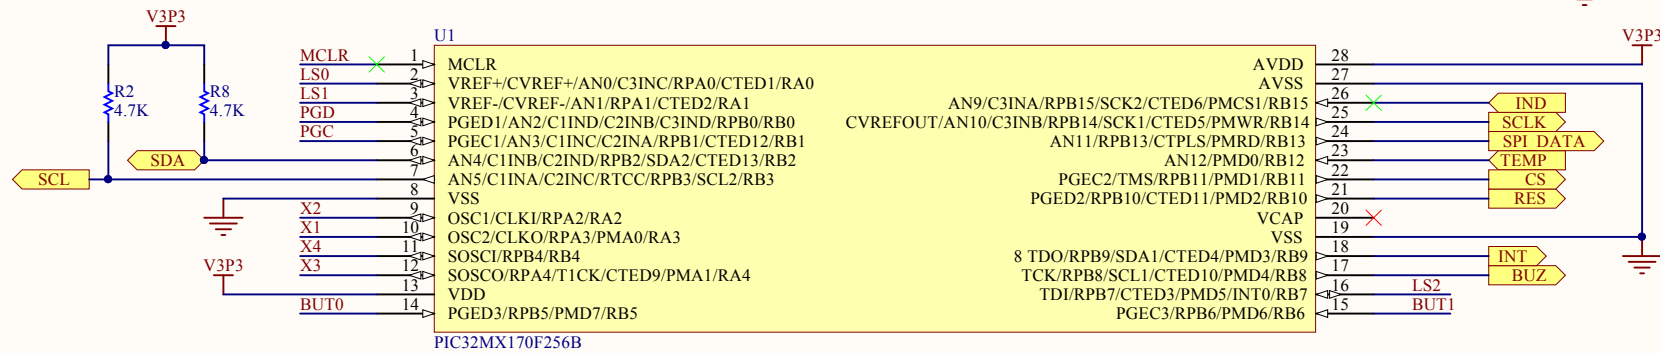 V3P3
R2
4.7K
R8
4.7K
SDA
SCL
V3P3
MCLR
LS0
LS1
PGD
PGC
X2
X1
X4
X3
BUT0
U1
1 MCLR
2 VREF+/CVREF+/AN0/C3INC/RPA0/CTED1/RA0
3 VREF-/CVREF-/AN1/RPA1/CTED2/RA1
4 PGED1/AN2/C1IND/C2INB/C3IND/RPB0/RB0
5 PGEC1/AN3/C1INC/C2INA/RPB1/CTED12/RB1
6 AN4/C1INB/C2IND/RPB2/SDA2/CTED13/RB2
7 AN5/C1INA/C2INC/RTCC/RPB3/SCL2/RB3
8 VSS
9 OSC1/CLKI/RPA2/RA2
10 OSC2/CLKO/RPA3/PMA0/RA3
11 SOSCI/RPB4/RB4
12 SOSCO/RPA4/T1CK/CTED9/PMA1/RA4
13 VDD
14 PGED3/RPB5/PMD7/RB5
AVDD 28
AVSS 27
AN9/C3INA/RPB15/SCK2/CTED6/PMCS1/RB15 26
CVREFOUT/AN10/C3INB/RPB14/SCK1/CTED5/PMWR/RB14 25
AN11/RPB13/CTPLS/PMRD/RB13 24
AN12/PMD0/RB12 23
PGEC2/TMS/RPB11/PMD1/RB11 22
PGED2/RPB10/CTED11/PMD2/RB10 21
VCAP 20
VSS 19
8 TDO/RPB9/SDA1/CTED4/PMD3/RB9 18
TCK/RPB8/SCL1/CTED10/PMD4/RB8 17
TDI/RPB7/CTED3/PMD5/INT0/RB7 16
PGEC3/RPB6/PMD6/RB6 15
PIC32MX170F256B
V3P3
IND
SCLK
SPI DATA
TEMP
CS
RES
INT
BUZ
LS2
BUT1